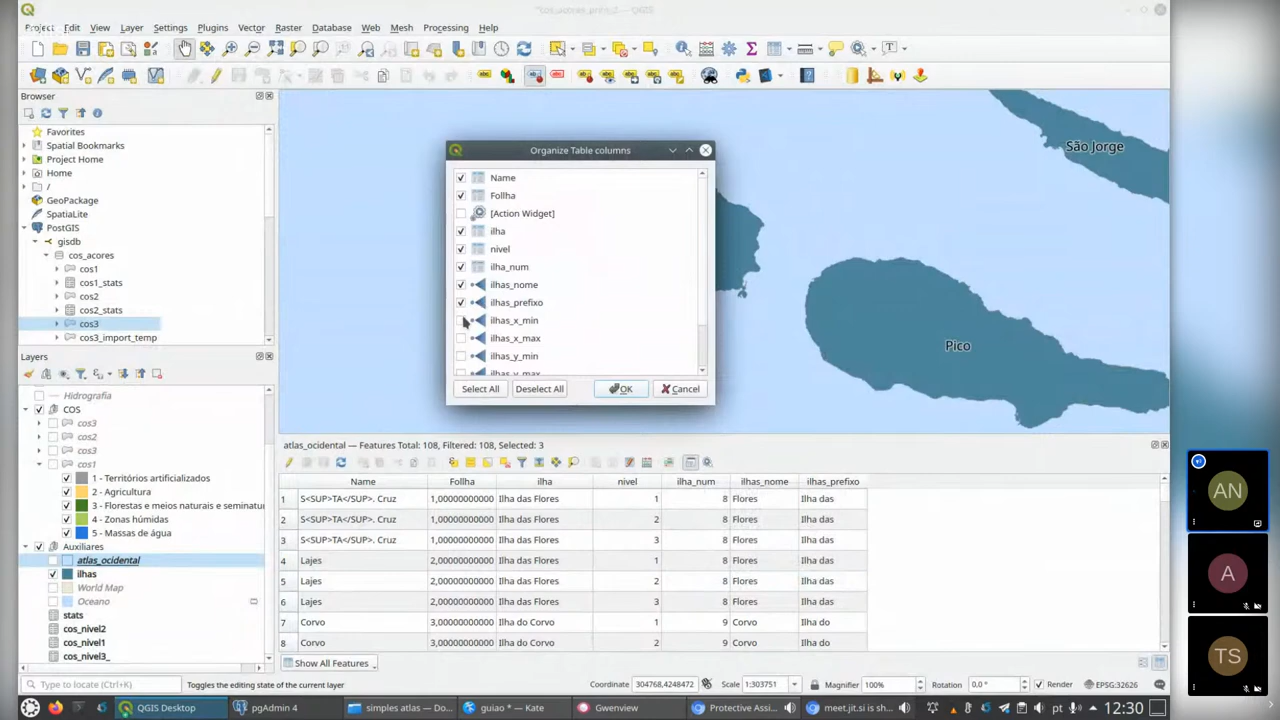 *cos_acores_print_2 — QGIS
Project Edit View Layer Settings Plugins Vector Raster Database Web Mesh Processing Help
Browser
Favorites
Spatial Bookmarks
Project Home
Home
/
GeoPackage
SpatiaLite
PostGIS
gisdb
cos_acores
cos1
cos1_stats
cos2
cos2_stats
cos3
cos3_import_temp
Layers
Hidrografia
COS
cos3
cos2
cos3
cos1
1 - Territórios artificializados
2 - Agricultura
3 - Florestas e meios naturais e seminatur
4 - Zonas húmidas
5 - Massas de água
Auxiliares
atlas_ocidental
ilhas
World Map
Oceano
stats
cos_nivel2
cos_nivel1
cos_nivel3_
São Jorge
Pico
Organize Table columns
Name
Follha
[Action Widget]
ilha
nivel
ilha_num
ilhas_nome
ilhas_prefixo
ilhas_x_min
ilhas_x_max
ilhas_y_min
ilhas_y_max
Select All Deselect All OK Cancel
atlas_ocidental — Features Total: 108, Filtered: 108, Selected: 3
Name Follha ilha nivel ilha_num ilhas_nome ilhas_prefixo
1 S<SUP>TA</SUP>. Cruz 1,00000000000 Ilha das Flores 1 8 Flores Ilha das
2 S<SUP>TA</SUP>. Cruz 1,00000000000 Ilha das Flores 2 8 Flores Ilha das
3 S<SUP>TA</SUP>. Cruz 1,00000000000 Ilha das Flores 3 8 Flores Ilha das
4 Lajes 2,00000000000 Ilha das Flores 1 8 Flores Ilha das
5 Lajes 2,00000000000 Ilha das Flores 2 8 Flores Ilha das
6 Lajes 2,00000000000 Ilha das Flores 3 8 Flores Ilha das
7 Corvo 3,00000000000 Ilha do Corvo 1 9 Corvo Ilha do
8 Corvo 3,00000000000 Ilha do Corvo 2 9 Corvo Ilha do
Show All Features
Type to locate (Ctrl+K) Toggles the editing state of the current layer Coordinate 304768,4248472 Scale 1:303751 Magnifier 100% Rotation 0,0 ° Render EPSG:32626
QGIS Desktop pgAdmin 4 simples atlas — Do... guiao * — Kate Gwenview Protective Assi... meet.jit.si is sh... pt 12:30
AN
A
TS